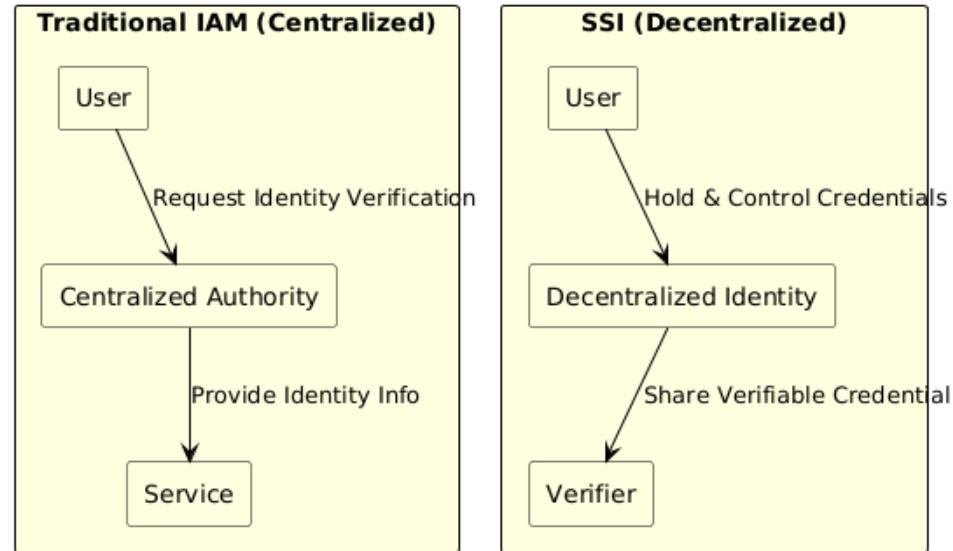 Traditional IAM (Centralized)
User
Request Identity Verification
Centralized Authority
Provide Identity Info
Service
SSI (Decentralized)
User
Hold & Control Credentials
Decentralized Identity
Share Verifiable Credential
Verifier